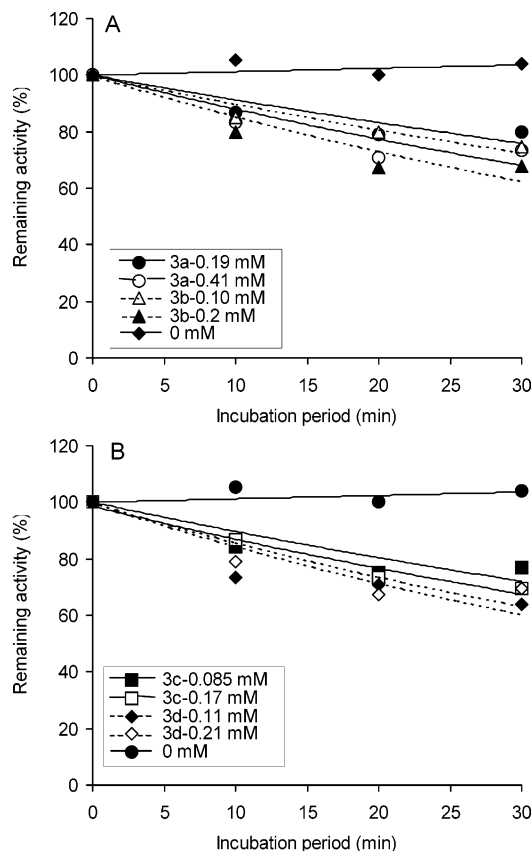 A
120
100
80
60
40
20
0
Remaining activity (%)
3a-0.19 mM
3a-0.41 mM
3b-0.10 mM
3b-0.2 mM
0 mM
0 5 10 15 20 25 30
Incubation period (min)
B
120
100
80
60
40
20
0
Remaining activity (%)
3c-0.085 mM
3c-0.17 mM
3d-0.11 mM
3d-0.21 mM
0 mM
0 5 10 15 20 25 30
Incubation period (min)